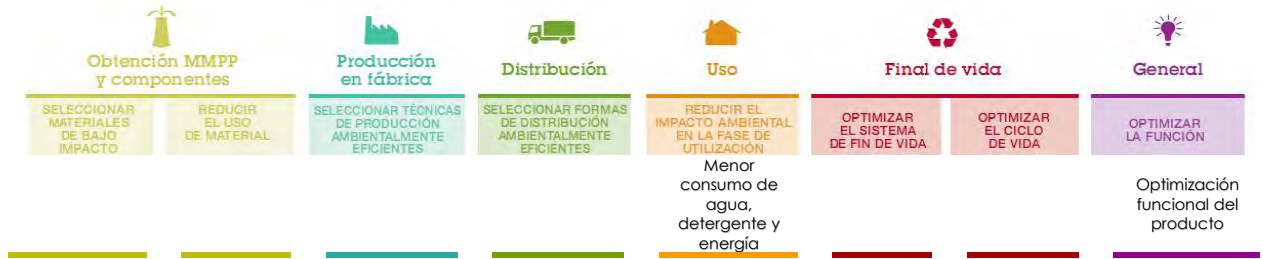 Obtención MMPP
y componentes
Producción
en fábrica
Distribución
Uso
Final de vida
General
SELECCIONAR
MATERIALES
DE BAJO
IMPACTO
REDUCIR
EL USO
DE MATERIAL
SELECCIONAR TÉCNICAS
DE PRODUCCIÓN
AMBIENTALMENTE
EFICIENTES
SELECCIONAR FORMAS
DE DISTRIBUCIÓN
AMBIENTALMENTE
EFICIENTES
REDUCIR EL
IMPACTO AMBIENTAL
EN LA FASE DE
UTILIZACIÓN
OPTIMIZAR
EL SISTEMA
DE FIN DE VIDA
OPTIMIZAR
EL CICLO
DE VIDA
OPTIMIZAR
LA FUNCIÓN
Menor
consumo de
agua,
detergente y
energía
Optimización
funcional del
producto